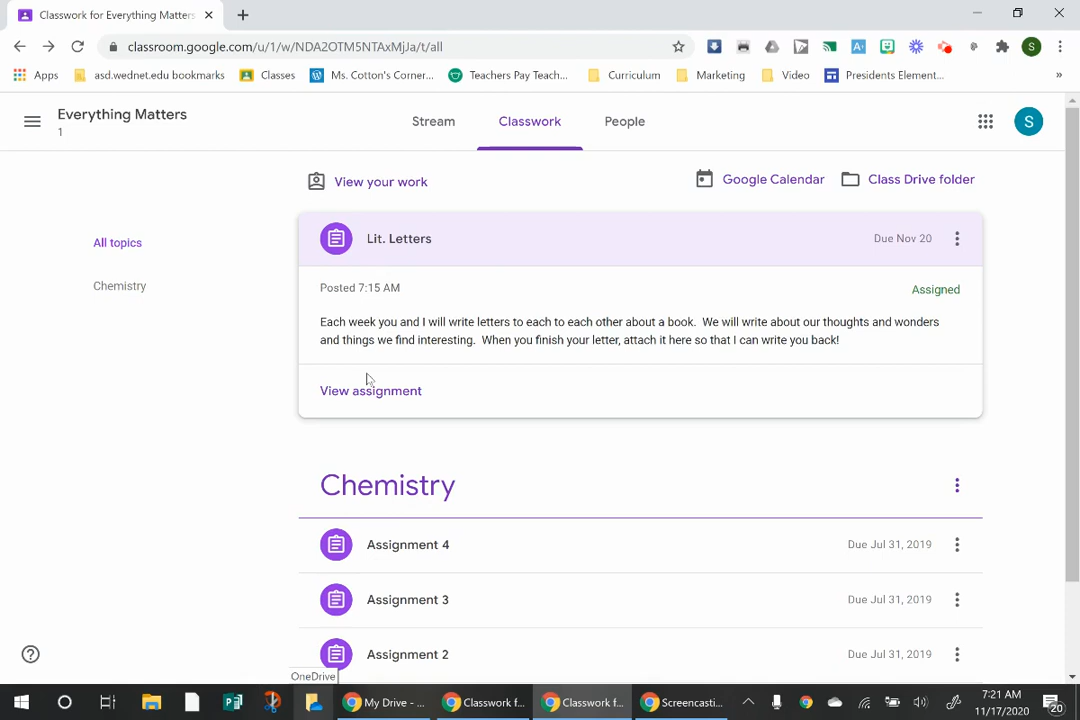 Classwork for Everything Matters
classroom.google.com/u/1/w/NDA2OTM5NTAxMjJa/t/all
S
Apps
asd.wednet.edu bookmarks
Classes
Ms. Cotton's Corner...
Teachers Pay Teach...
Curriculum
Marketing
Video
Presidents Element...
»
Everything Matters
1
Stream
Classwork
People
S
View your work
Google Calendar
Class Drive folder
All topics
Chemistry
Lit. Letters
Due Nov 20
Posted 7:15 AM
Assigned
Each week you and I will write letters to each to each other about a book. We will write about our thoughts and wonders
and things we find interesting. When you finish your letter, attach it here so that I can write you back!
View assignment
Chemistry
Assignment 4
Due Jul 31, 2019
Assignment 3
Due Jul 31, 2019
Assignment 2
Due Jul 31, 2019
OneDrive
My Drive - ...
Classwork f...
Classwork f...
Screencasti...
7:21 AM
11/17/2020
20